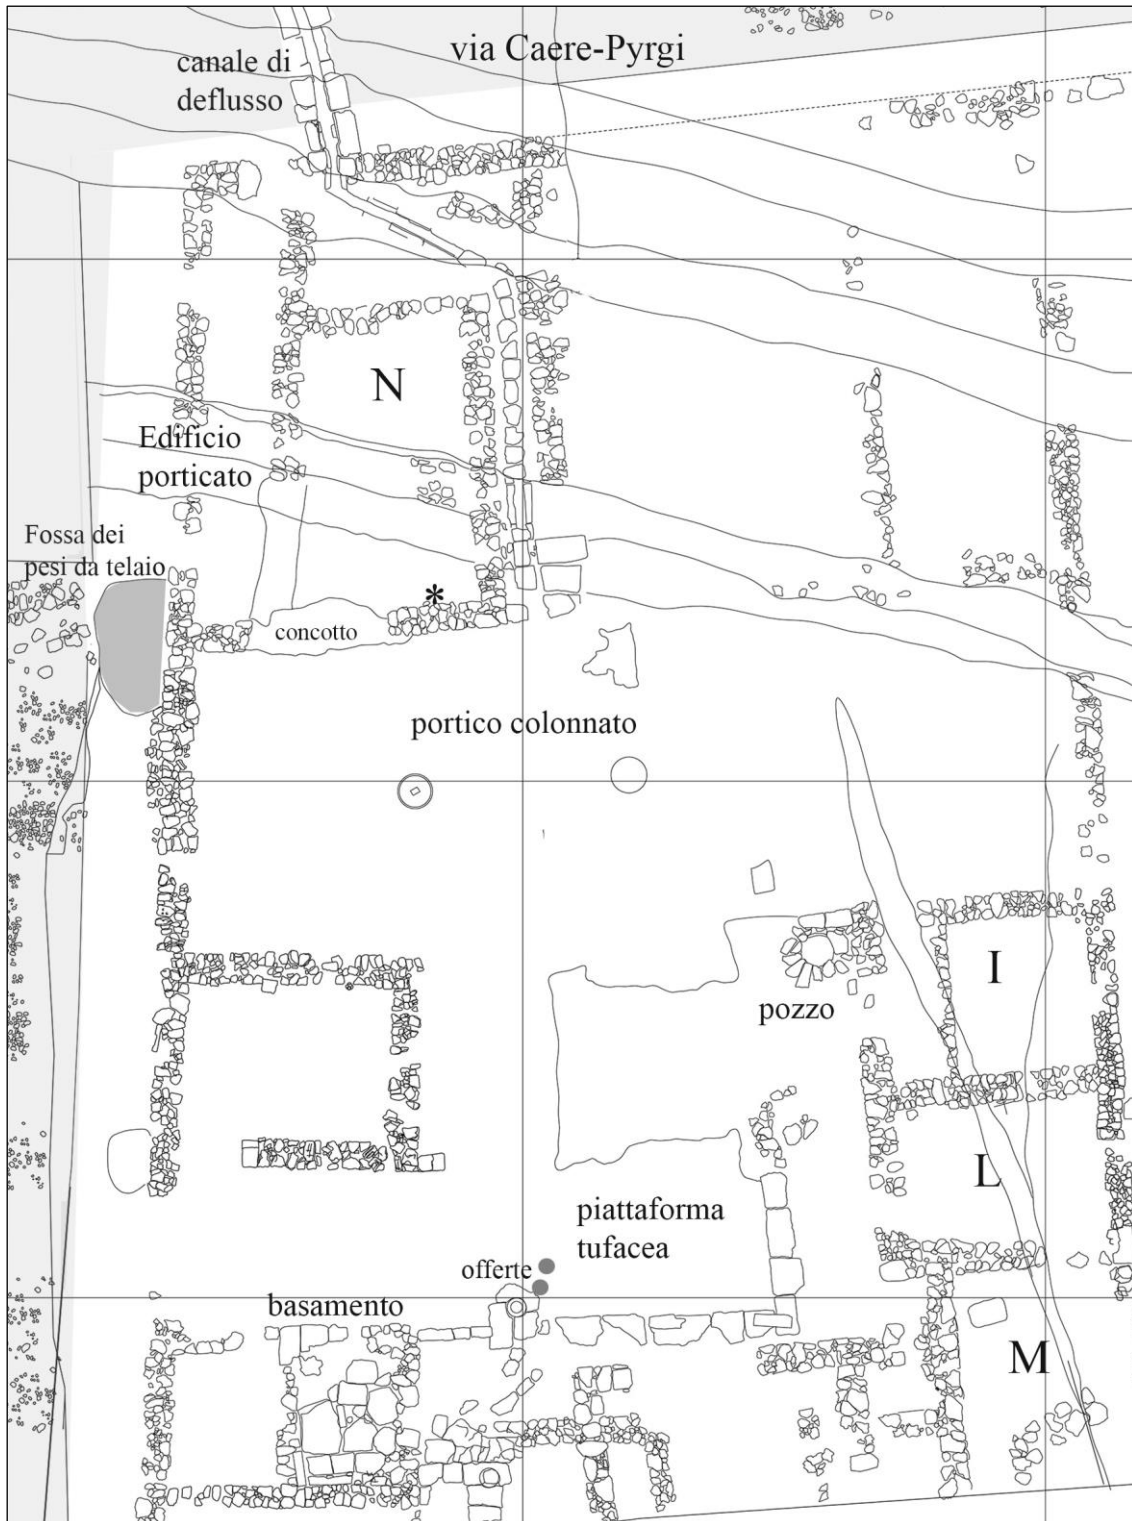 via Caere-Pyrgi
canale di
deflusso
N
Edificio
porticato
Fossa dei
pesi da telaio
*
concotto
portico colonnato
I
pozzo
L
piattaforma
tufacea
offerte
basamento
M